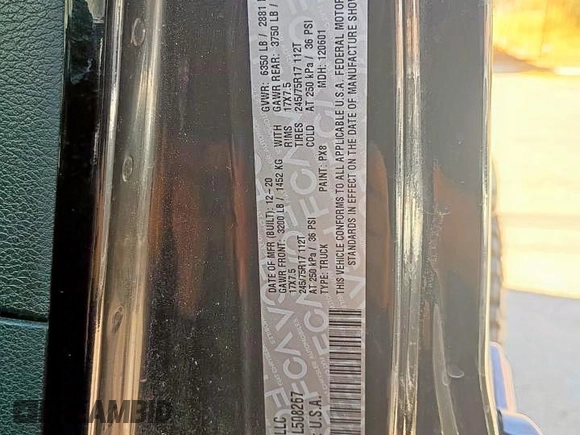 GVWR: 6350 LB / 2881
DATE OF MFR (BUILT): 12-20
GAWR FRONT: 3200 LB / 1452 KG WITH GAWR REAR: 3750 LB /
17X7.5 RIMS 17X7.5
245/75R17 112T TIRES 245/75R17 112T
AT 250 kPa / 36 PSI COLD AT 250 kPa / 36 PSI
TYPE: TRUCK PAINT: PX8 MDH: 120601
THIS VEHICLE CONFORMS TO ALL APPLICABLE U.S.A. FEDERAL MOTOR
STANDARDS IN EFFECT ON THE DATE OF MANUFACTURE SHOW
LLC
U.S.A.